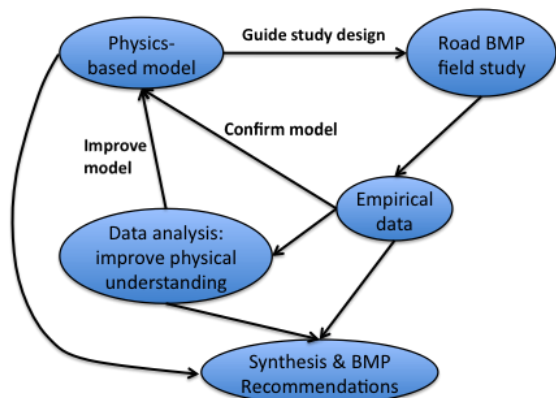 Physics-
based model
Guide study design
Road BMP
field study
Improve
model
Confirm model
Empirical
data
Data analysis:
improve physical
understanding
Synthesis & BMP
Recommendations